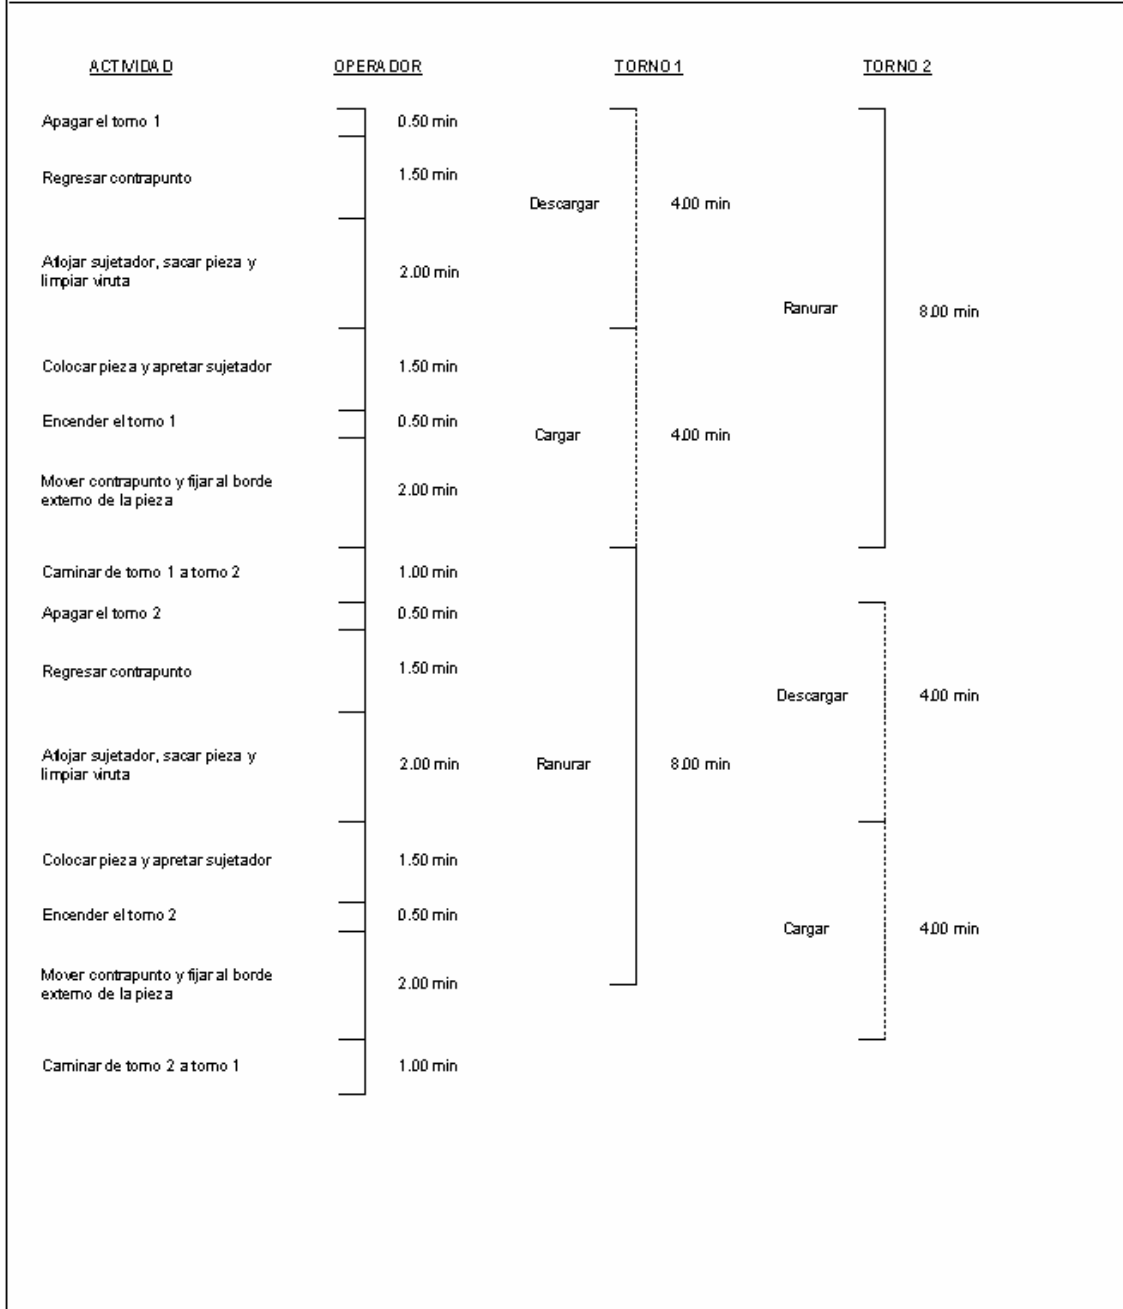 ACTIVIDAD OPERADOR TORNO 1 TORNO 2
Apagar el torno 1 0.50 min
Regresar contrapunto 1.50 min
Descargar 4.00 min
Aflojar sujetador, sacar pieza y
limpiar viruta
2.00 min
Ranurar 8.00 min
Colocar pieza y apretar sujetador 1.50 min
Encender el torno 1 0.50 min
Cargar 4.00 min
Mover contrapunto y fijar al borde
externo de la pieza
2.00 min
Caminar de torno 1 a torno 2 1.00 min
Apagar el torno 2 0.50 min
Regresar contrapunto 1.50 min
Descargar 4.00 min
Aflojar sujetador, sacar pieza y
limpiar viruta
2.00 min Ranurar 8.00 min
Colocar pieza y apretar sujetador 1.50 min
Encender el torno 2 0.50 min
Cargar 4.00 min
Mover contrapunto y fijar al borde
externo de la pieza
2.00 min
Caminar de torno 2 a torno 1 1.00 min